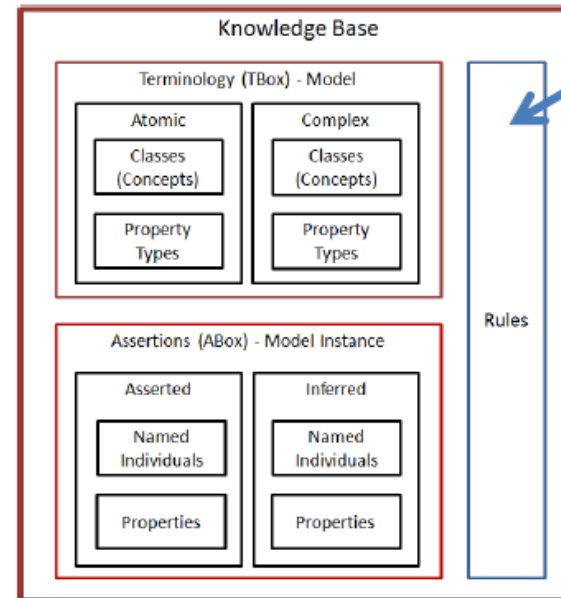 Knowledge Base
Terminology (TBox) - Model
Atomic
Classes
(Concepts)
Property
Types
Complex
Classes
(Concepts)
Property
Types
Rules
Assertions (ABox) - Model Instance
Asserted
Named
Individuals
Properties
Inferred
Named
Individuals
Properties